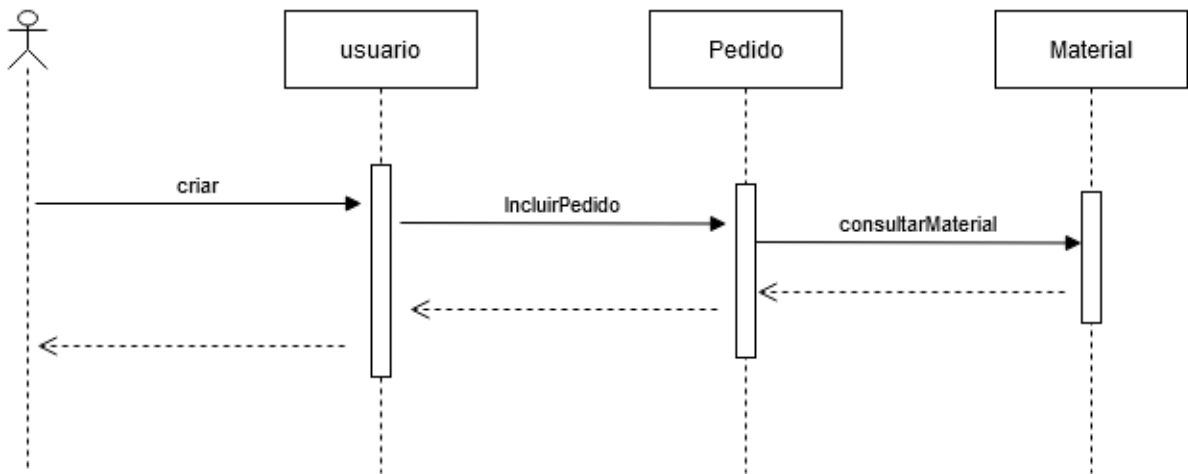 usuario
Pedido
Material
criar
IncluirPedido
consultarMaterial